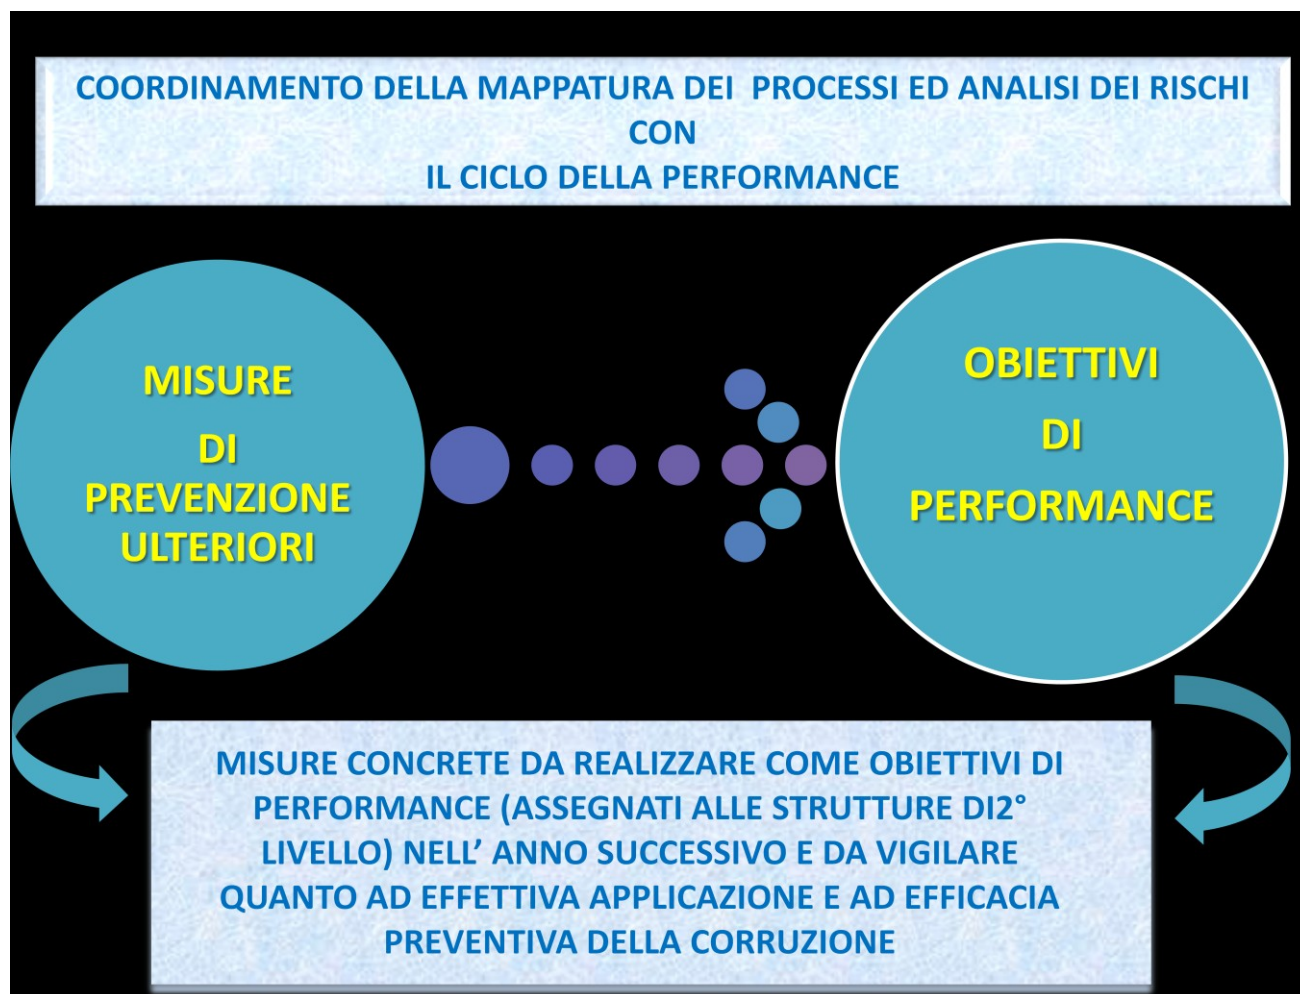 COORDINAMENTO DELLA MAPPATURA DEI PROCESSI ED ANALISI DEI RISCHI
CON
IL CICLO DELLA PERFORMANCE
MISURE
DI
PREVENZIONE
ULTERIORI
OBIETTIVI
DI
PERFORMANCE
MISURE CONCRETE DA REALIZZARE COME OBIETTIVI DI
PERFORMANCE (ASSEGNATI ALLE STRUTTURE DI2°
LIVELLO) NELL’ ANNO SUCCESSIVO E DA VIGILARE
QUANTO AD EFFETTIVA APPLICAZIONE E AD EFFICACIA
PREVENTIVA DELLA CORRUZIONE